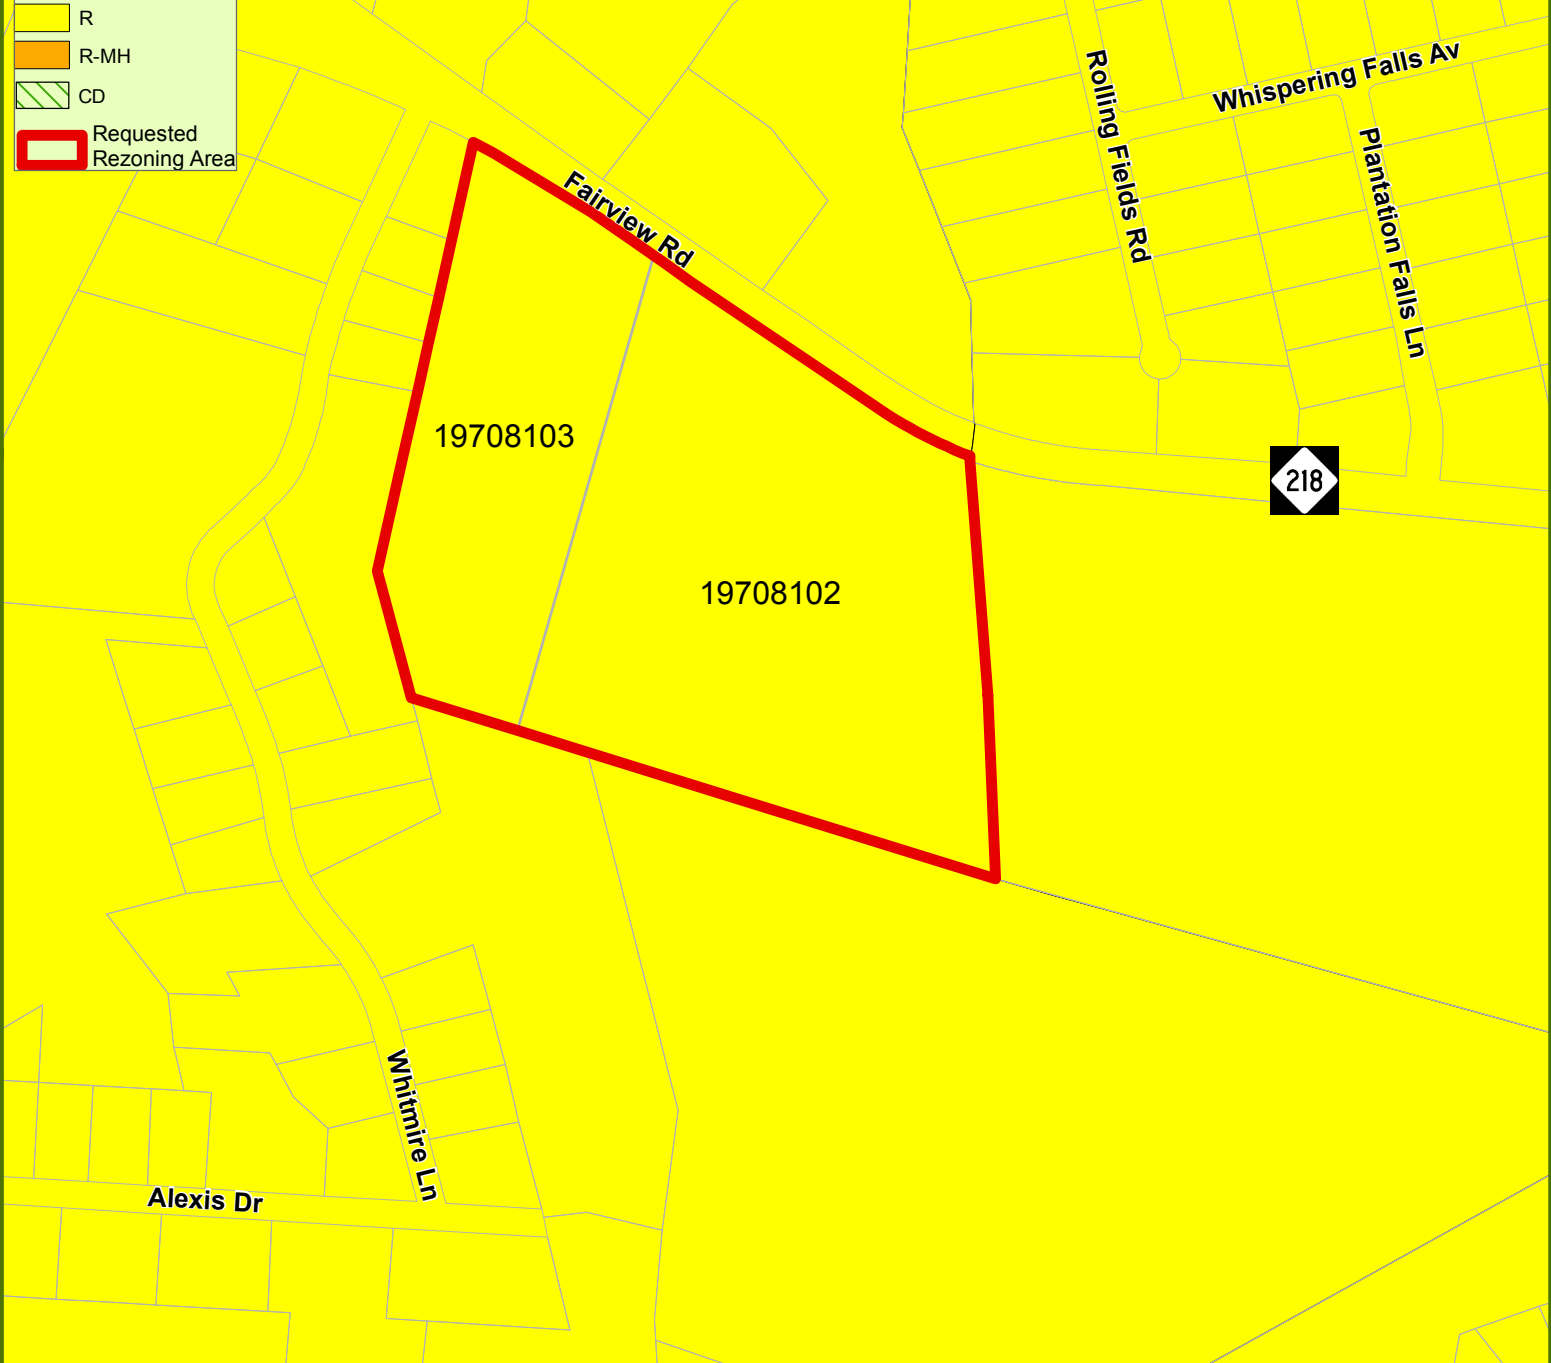 R
R-MH
CD
Requested
Rezoning Area
Fairview Rd
Rolling Fields Rd
Whispering Falls Av
Plantation Falls Ln
19708103
218
19708102
Whitmire Ln
Alexis Dr